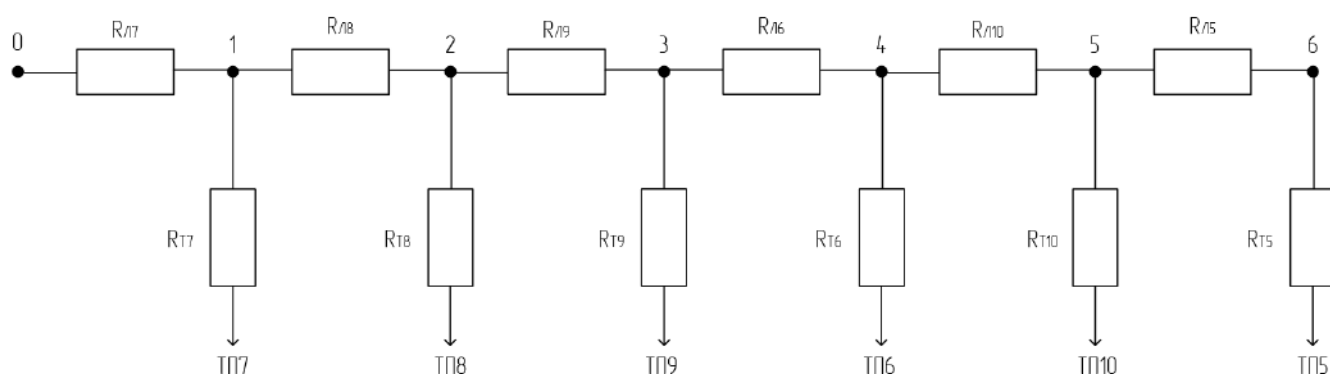 0 Rл7 1 Rл8 2 Rл9 3 Rл6 4 Rл10 5 Rл5 6
Rт7 Rт8 Rт9 Rт6 Rт10 Rт5
ТП7 ТП8 ТП9 ТП6 ТП10 ТП5